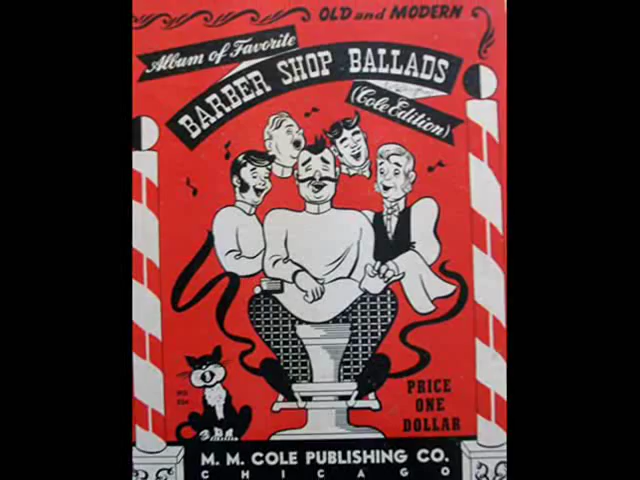 OLD and MODERN
Album of Favorite
BARBER SHOP BALLADS
(Cole Edition)
PRICE
ONE
DOLLAR
M. M. COLE PUBLISHING CO.
CHICAGO